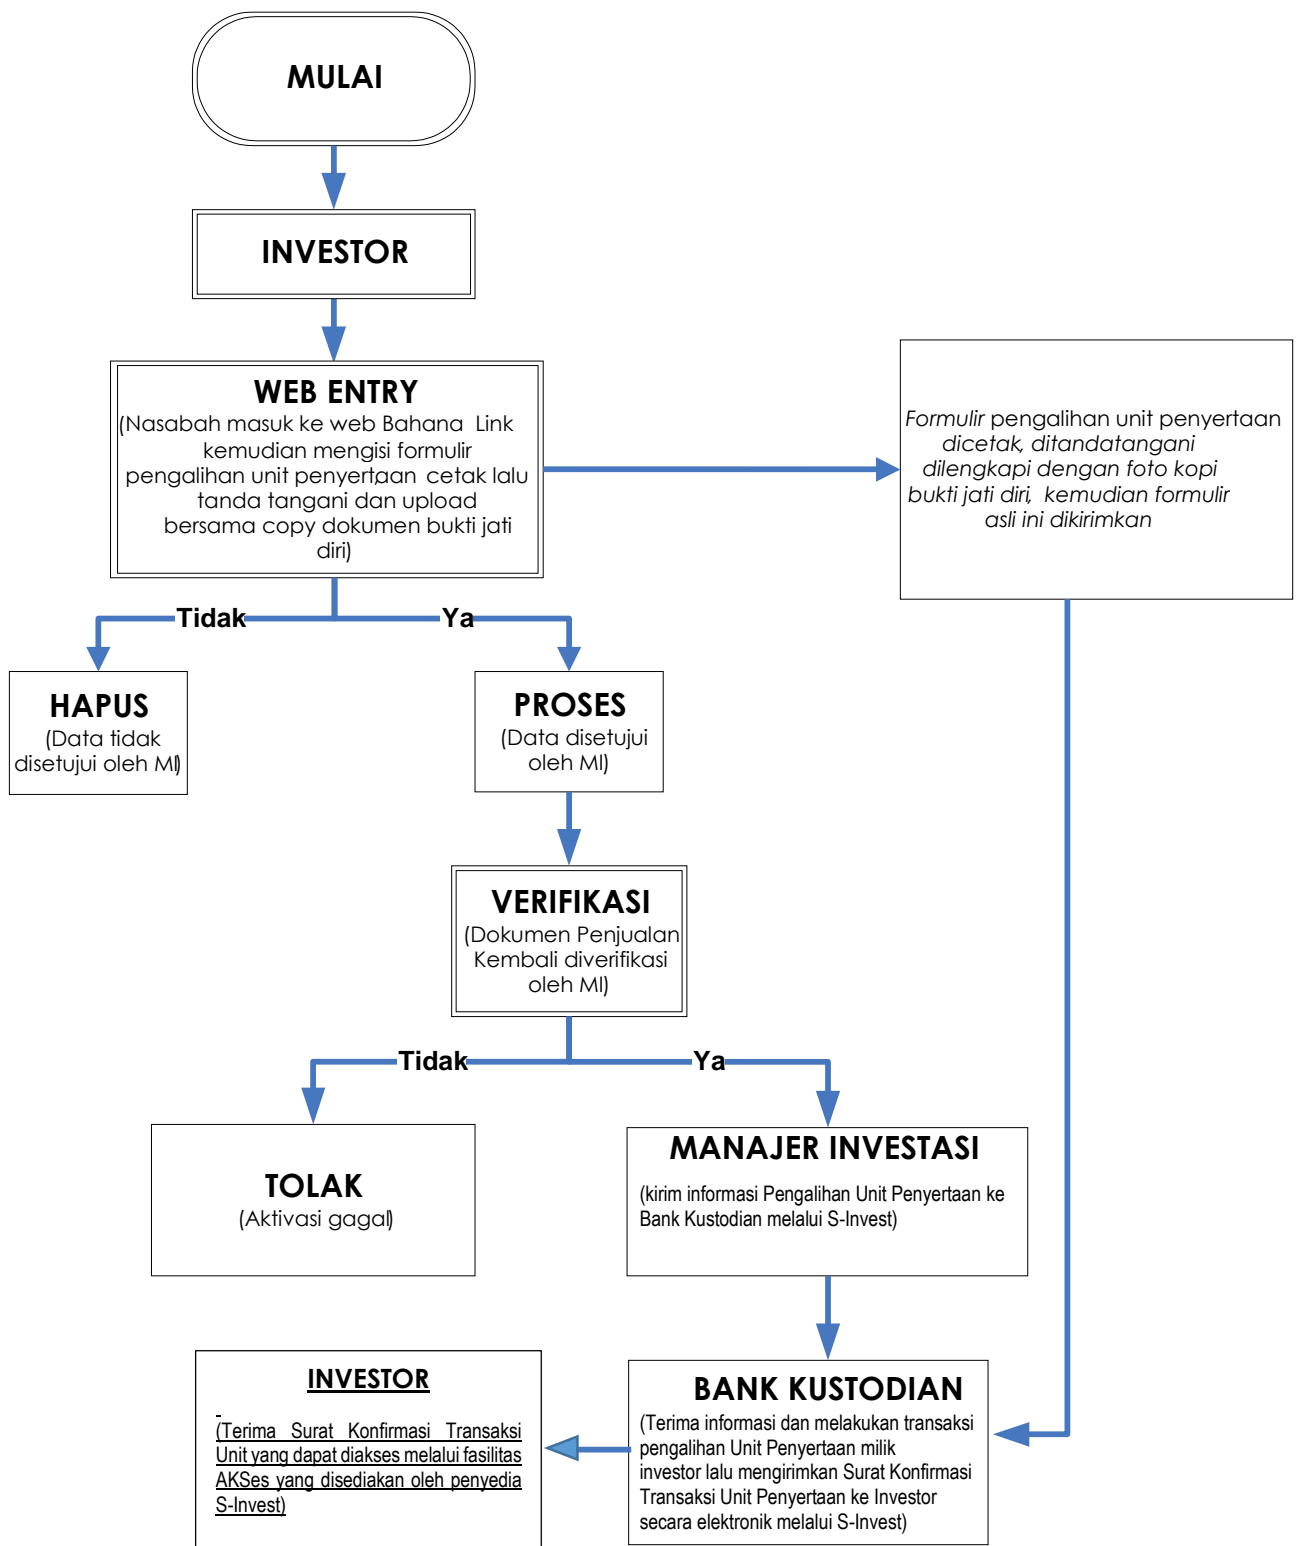 MULAI
INVESTOR
WEB ENTRY
(Nasabah masuk ke web Bahana Link
kemudian mengisi formulir
pengalihan unit penyertaan cetak lalu
tanda tangani dan upload
bersama copy dokumen bukti jati
diri)
Formulir pengalihan unit penyertaan
dicetak, ditandatangani
dilengkapi dengan foto kopi
bukti jati diri, kemudian formulir
asli ini dikirimkan
Tidak
Ya
HAPUS
(Data tidak
disetujui oleh MI)
PROSES
(Data disetujui
oleh MI)
VERIFIKASI
(Dokumen Penjualan
Kembali diverifikasi
oleh MI)
Tidak
Ya
TOLAK
(Aktivasi gagal)
MANAJER INVESTASI
(kirim informasi Pengalihan Unit Penyertaan ke
Bank Kustodian melalui S-Invest)
INVESTOR
(Terima Surat Konfirmasi Transaksi
Unit yang dapat diakses melalui fasilitas
AKSes yang disediakan oleh penyedia
S-Invest)
BANK KUSTODIAN
(Terima informasi dan melakukan transaksi
pengalihan Unit Penyertaan milik
investor lalu mengirimkan Surat Konfirmasi
Transaksi Unit Penyertaan ke Investor
secara elektronik melalui S-Invest)